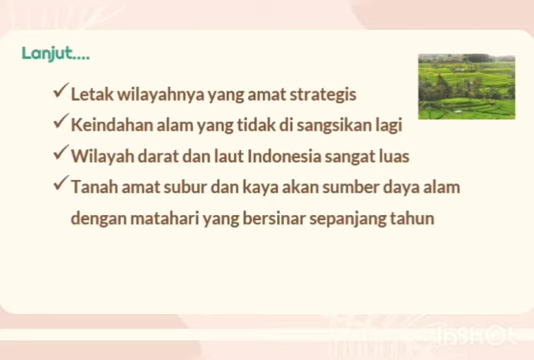 Lanjut....
✓Letak wilayahnya yang amat strategis
✓Keindahan alam yang tidak di sangsikan lagi
✓Wilayah darat dan laut Indonesia sangat luas
✓Tanah amat subur dan kaya akan sumber daya alam
dengan matahari yang bersinar sepanjang tahun
InShOt